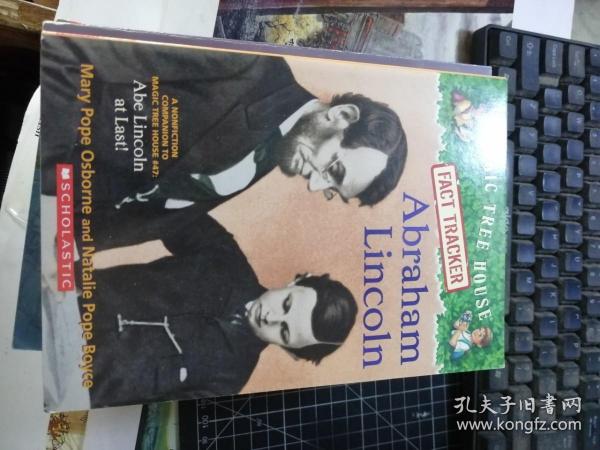 MAGIC TREE HOUSE
FACT TRACKER
Abraham
Lincoln
A NONFICTION
COMPANION TO
MAGIC TREE HOUSE #47:
Abe Lincoln
at Last!
Mary Pope Osborne and Natalie Pope Boyce
SCHOLASTIC
孔夫子旧书网
www.kongfz.com